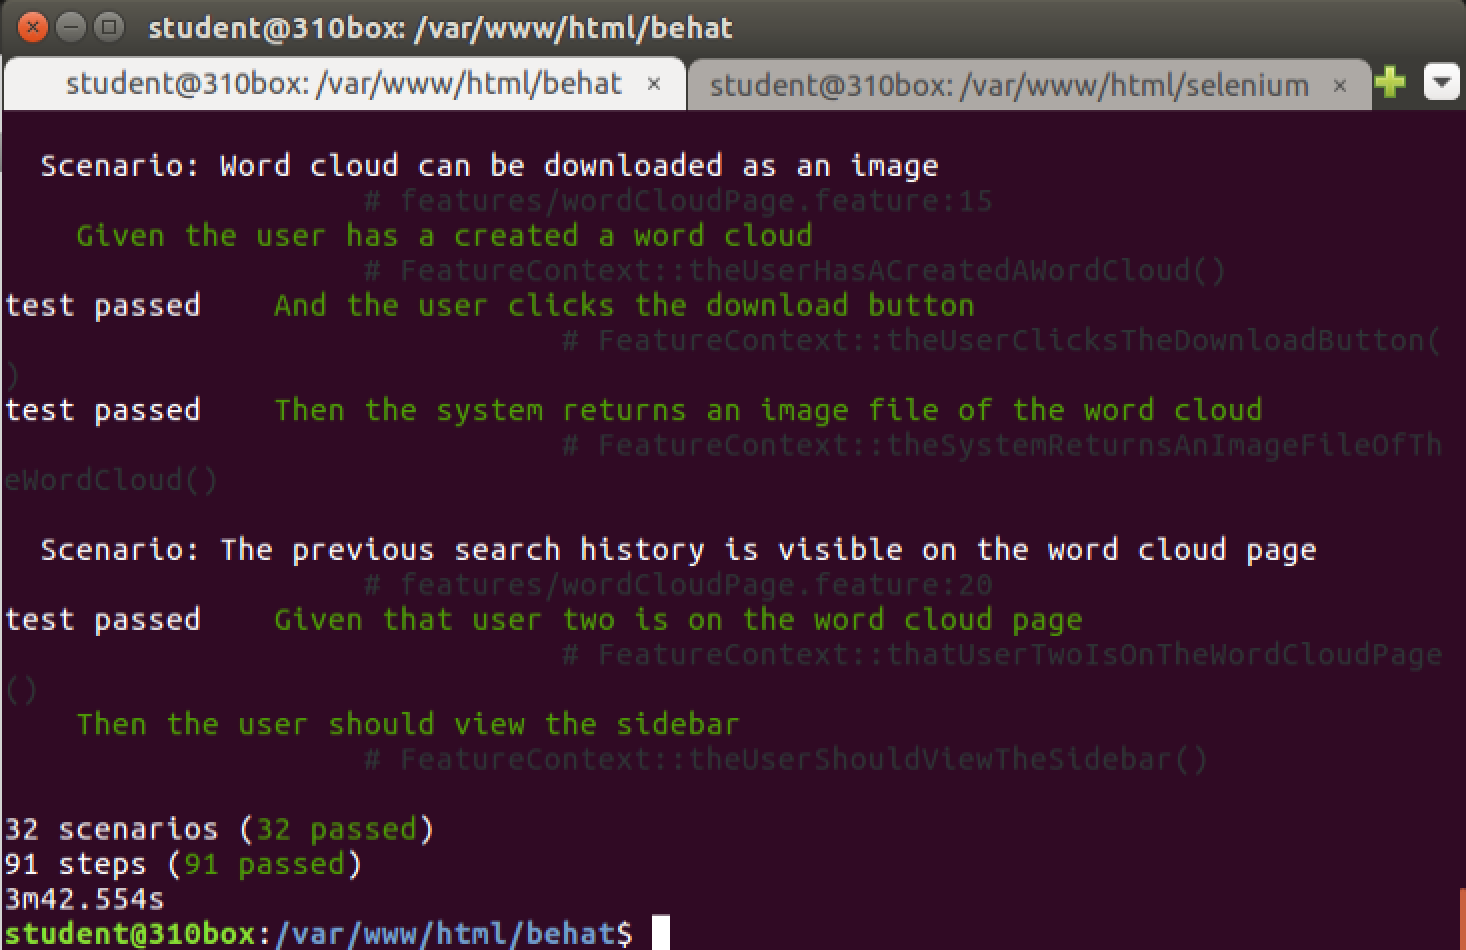 student@310box: /var/www/html/behat
student@310box: /var/www/html/behat × student@310box: /var/www/html/selenium ×
Scenario: Word cloud can be downloaded as an image
# features/wordCloudPage.feature:15
Given the user has a created a word cloud
# FeatureContext::theUserHasACreatedAWordCloud()
test passed And the user clicks the download button
# FeatureContext::theUserClicksTheDownloadButton(
)
test passed Then the system returns an image file of the word cloud
# FeatureContext::theSystemReturnsAnImageFileOfTh
eWordCloud()
Scenario: The previous search history is visible on the word cloud page
# features/wordCloudPage.feature:20
test passed Given that user two is on the word cloud page
# FeatureContext::thatUserTwoIsOnTheWordCloudPage
()
Then the user should view the sidebar
# FeatureContext::theUserShouldViewTheSidebar()
32 scenarios (32 passed)
91 steps (91 passed)
3m42.554s
student@310box:/var/www/html/behat$